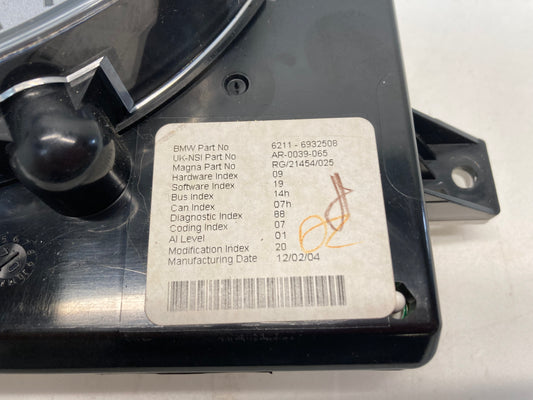 BMW Part No 6211 - 6932508
UK-NSI Part No AR-0039-065
Magna Part No RG/21454/025
Hardware Index 09
Software Index 19
Bus Index 14h
Can Index 07h
Diagnostic Index 88
Coding Index 07
AI Level 01
Modification Index 20
Manufacturing Date 12/02/04